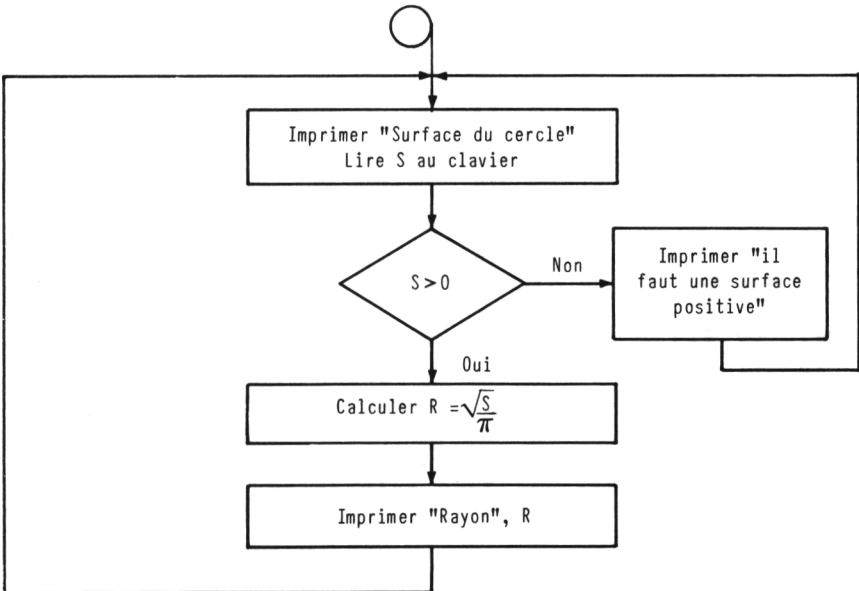 Imprimer "Surface du cercle"
Lire S au clavier
S>0
Non
Imprimer "il
faut une surface
positive"
Oui
Calculer R =√S/π
Imprimer "Rayon", R